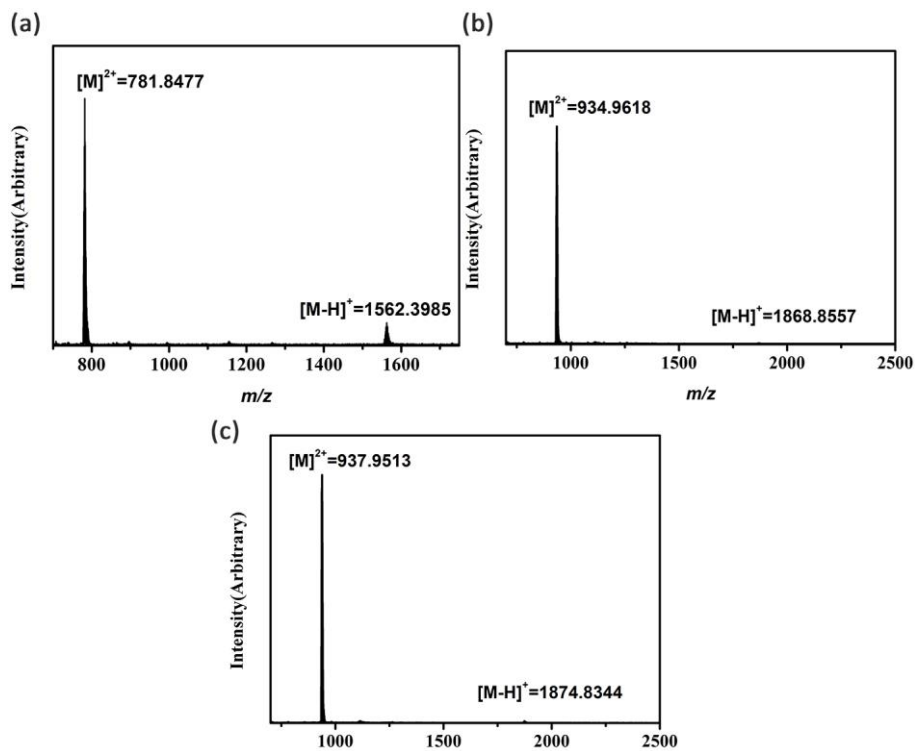 (a)
[M]²⁺=781.8477
[M-H]⁺=1562.3985
Intensity(Arbitrary)
800 1000 1200 1400 1600
m/z
(b)
[M]²⁺=934.9618
[M-H]⁺=1868.8557
Intensity(Arbitrary)
1000 1500 2000 2500
m/z
(c)
[M]²⁺=937.9513
[M-H]⁺=1874.8344
Intensity(Arbitrary)
1000 1500 2000 2500
m/z